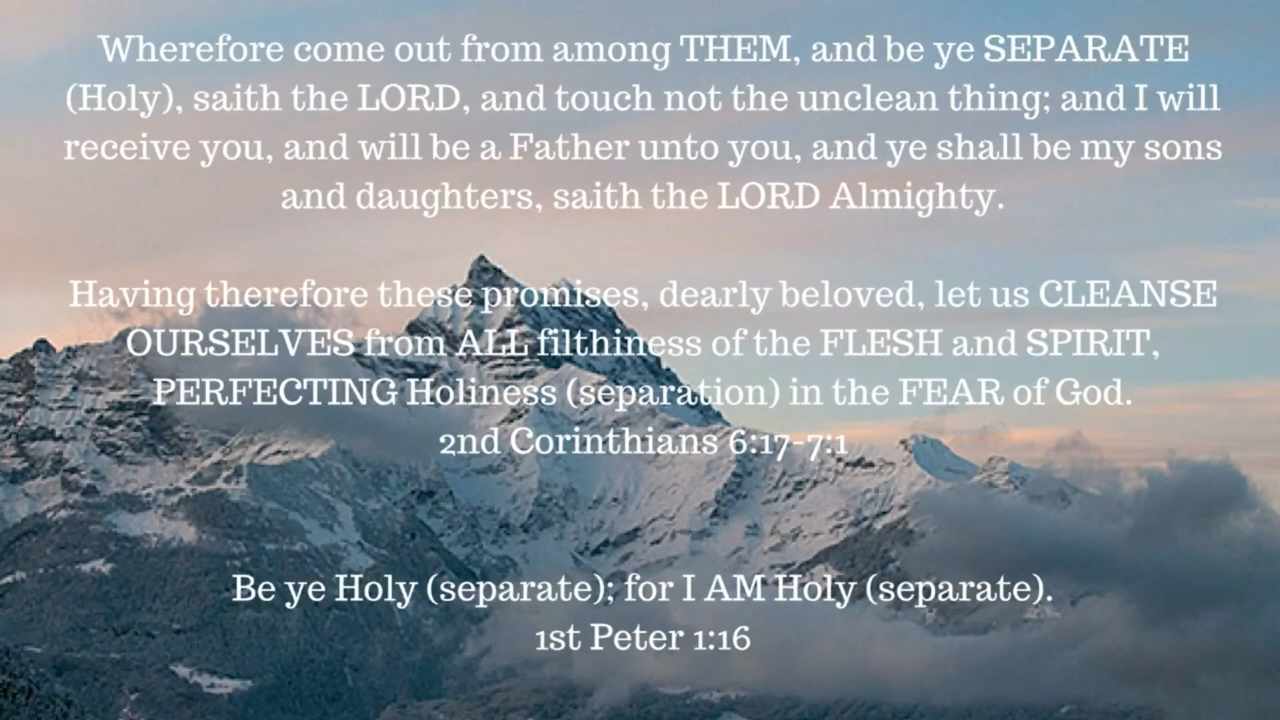 Wherefore come out from among THEM, and be ye SEPARATE
(Holy), saith the LORD, and touch not the unclean thing; and I will
receive you, and will be a Father unto you, and ye shall be my sons
and daughters, saith the LORD Almighty.
Having therefore these promises, dearly beloved, let us CLEANSE
OURSELVES from ALL filthiness of the FLESH and SPIRIT,
PERFECTING Holiness (separation) in the FEAR of God.
2nd Corinthians 6:17-7:1
Be ye Holy (separate); for I AM Holy (separate).
1st Peter 1:16